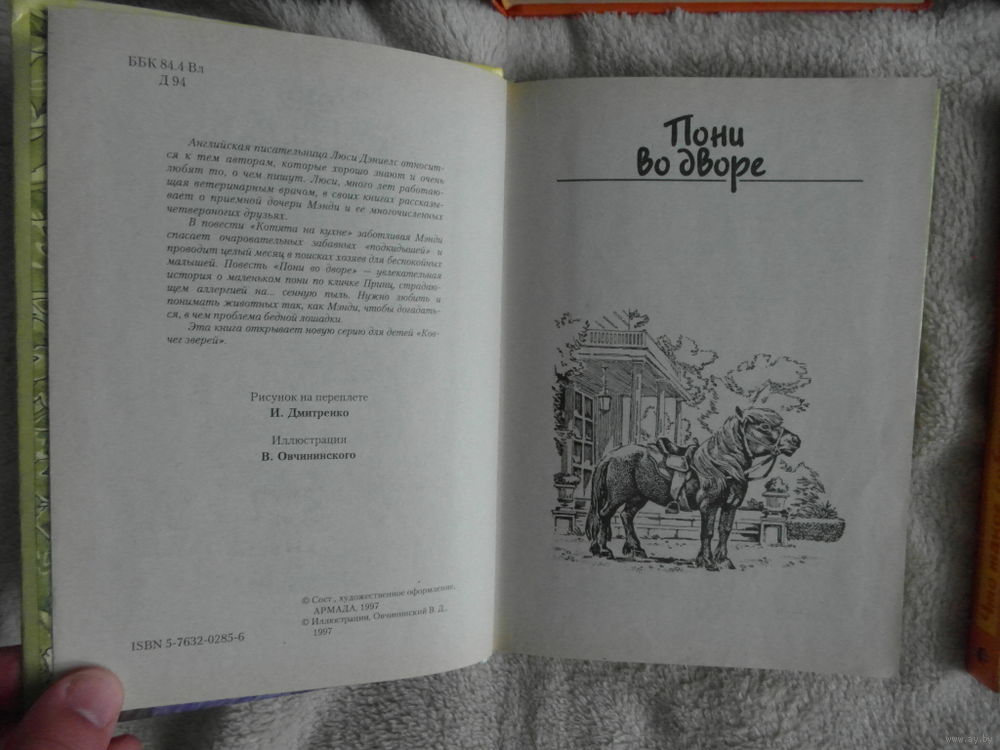 ББК 84.4 Вл
Д 94
Английская писательница Люси Дэниелс относит-
ся к тем авторам, которые хорошо знают и очень
любят то, о чем пишут. Люси, много лет работаю-
щая ветеринарным врачом, в своих книгах рассказы-
вает о приемной дочери Мэнди и ее многочисленных
четвероногих друзьях.
В повести «Котята на кухне» заботливая Мэнди
спасает очаровательных забавных «подкидышей» и
проводит целый месяц в поисках хозяев для беспокойных
малышей. Повесть «Пони во дворе» — увлекательная
история о маленьком пони по кличке Принц, страдаю-
щем аллергией на... сенную пыль. Нужно любить и
понимать животных так, как Мэнди, чтобы догадать-
ся, в чем проблема бедной лошадки.
Эта книга открывает новую серию для детей «Ков-
чег зверей».
Рисунок на переплете
И. Дмитренко
Иллюстрации
В. Овчининского
© Сост., художественное оформление,
АРМАДА, 1997
© Иллюстрации, Овчининский В. Д.,
1997
ISBN 5-7632-0285-6
Пони
во дворе
www.ay.by